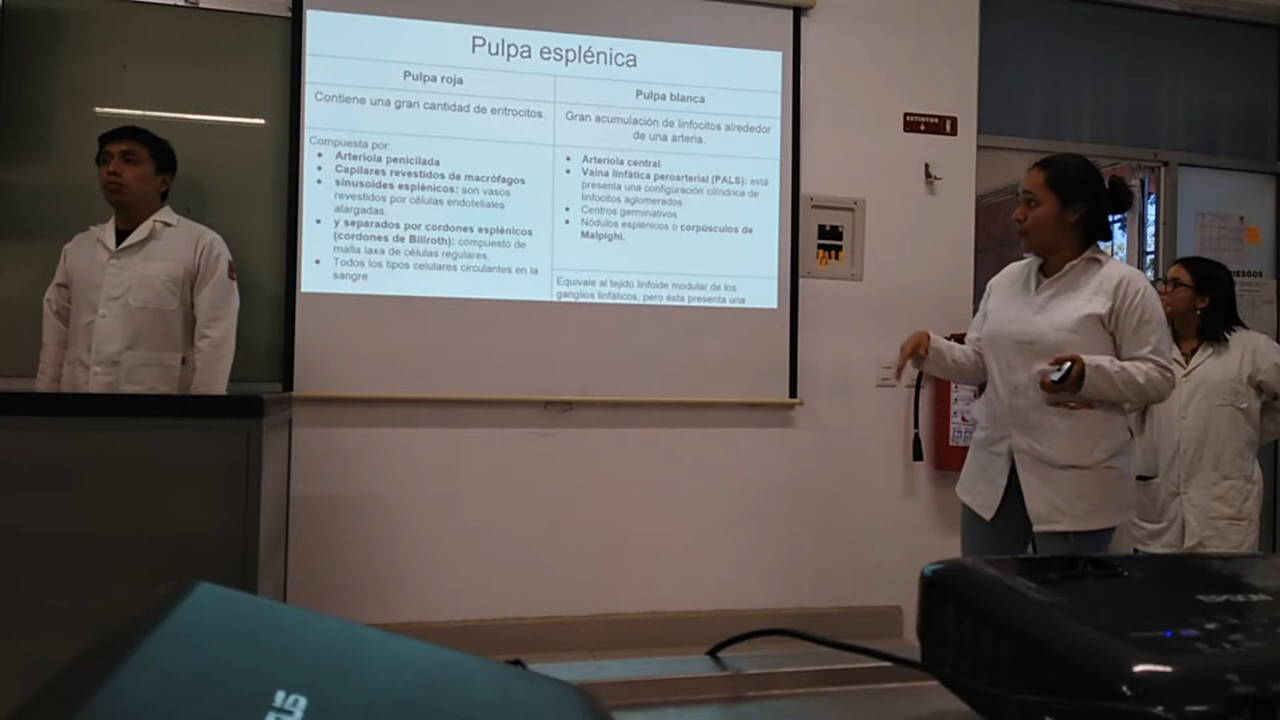 Pulpa esplénica
Pulpa roja
Pulpa blanca
Contiene una gran cantidad de eritrocitos.
Gran acumulación de linfocitos alrededor
de una arteria.
Compuesta por:
● Arteriola penicilada
● Capilares revestidos de macrófagos
● sinusoides esplénicos: son vasos
revestidos por células endoteliales
alargadas.
● y separados por cordones esplénicos
(cordones de Billroth): compuesto de
malla laxa de células regulares.
● Todos los tipos celulares circulantes en la
sangre
● Arteriola central
● Vaina linfática peroarterial (PALS): está
presenta una configuración cilíndrica de
linfocitos aglomerados.
● Centros germinativos
● Nódulos esplénicos o corpúsculos de
Malpighi.
Equivale al tejido linfoide modular de los
ganglios linfáticos, pero ésta presenta una
EXTINTOR
RIESGOS
EPSON